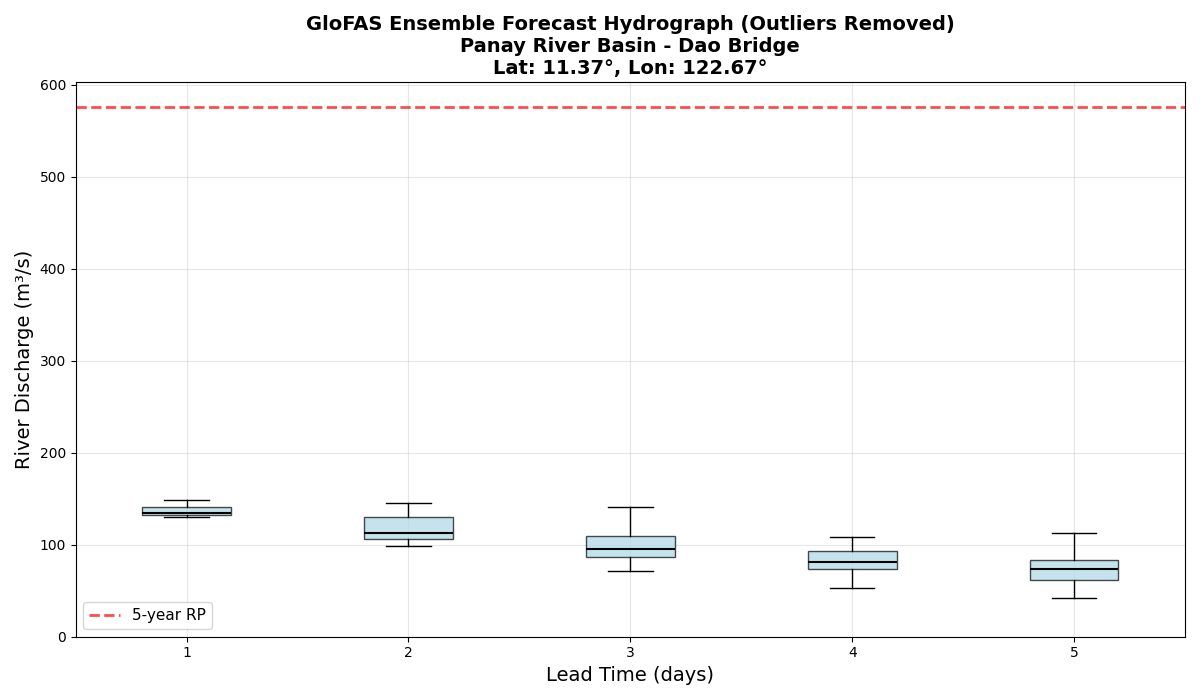 GloFAS Ensemble Forecast Hydrograph (Outliers Removed)
Panay River Basin - Dao Bridge
Lat: 11.37°, Lon: 122.67°
River Discharge (m³/s)
600
500
400
300
200
100
0
5-year RP
1 2 3 4 5
Lead Time (days)